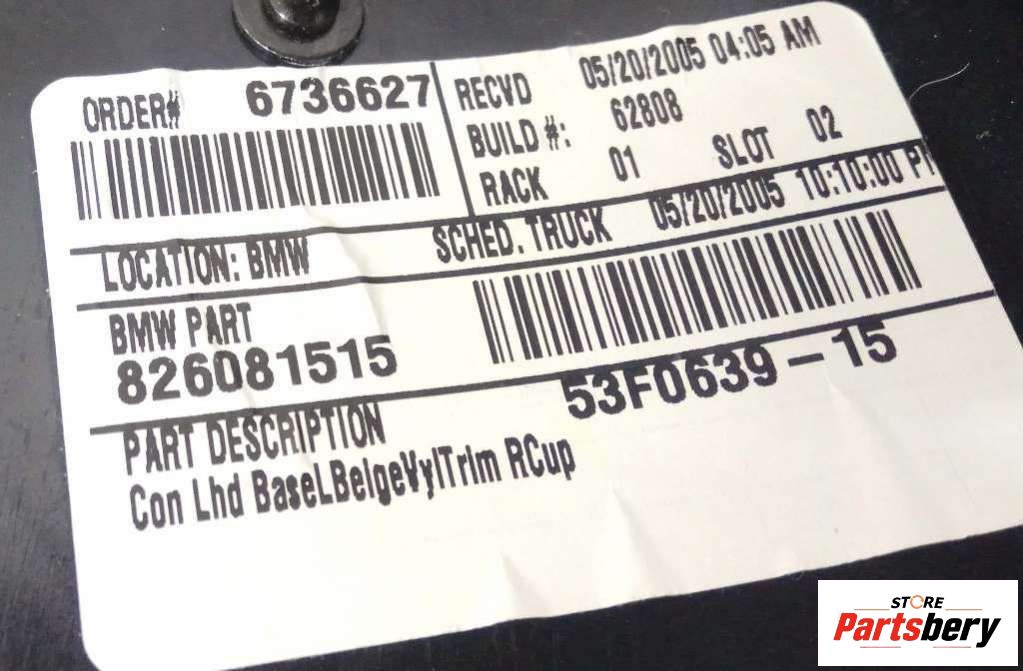 ORDER# 6736627
RECVD 05/20/2005 04:05 AM
BUILD #: 62808
RACK 01 SLOT 02
LOCATION: BMW SCHED. TRUCK 05/20/2005 10:10:00 PM
BMW PART
826081515
53F0639-15
PART DESCRIPTION
Con Lhd BaseLBeigeVylTrim RCup
STORE
Partsbery